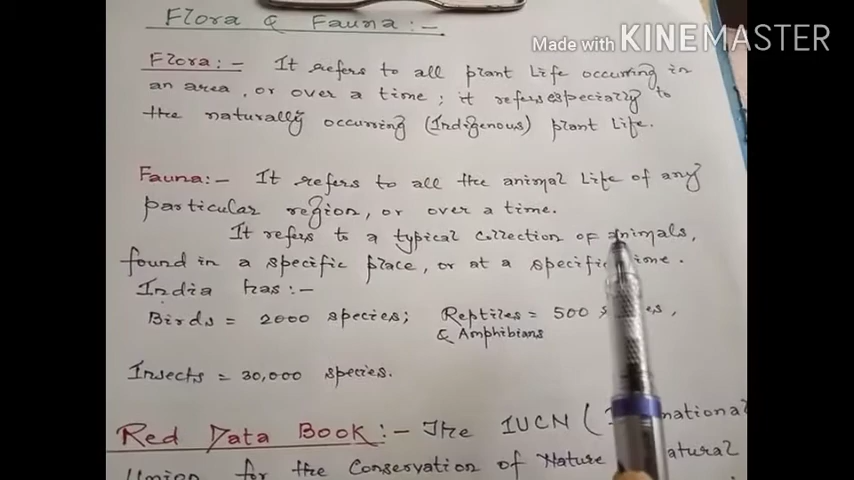 Made with KINEMASTER
Flora & Fauna:-
Flora:- It refers to all plant life occurring in
an area, or over a time; it refers especially to
the naturally occurring (Indigenous) plant life.
Fauna:- It refers to all the animal life of any
particular region, or over a time.
It refers to a typical collection of animals,
found in a specific place, or at a specific
India has:-
Birds = 2000 species; Reptiles = 500
& Amphibians
Insects = 30,000 species.
Red Data Book:- The IUCN (
Union for the Conservation of Nature